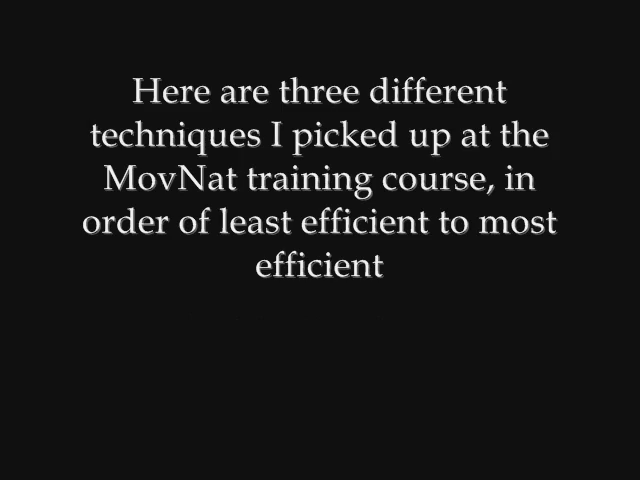 Here are three different
techniques I picked up at the
MovNat training course, in
order of least efficient to most
efficient